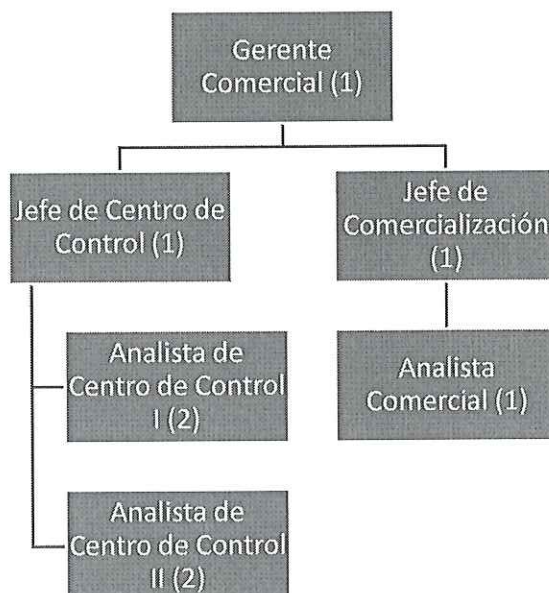 Gerente
Comercial (1)
Jefe de Centro de
Control (1)
Jefe de
Comercialización
(1)
Analista de
Centro de Control
I (2)
Analista
Comercial (1)
Analista de
Centro de Control
II (2)